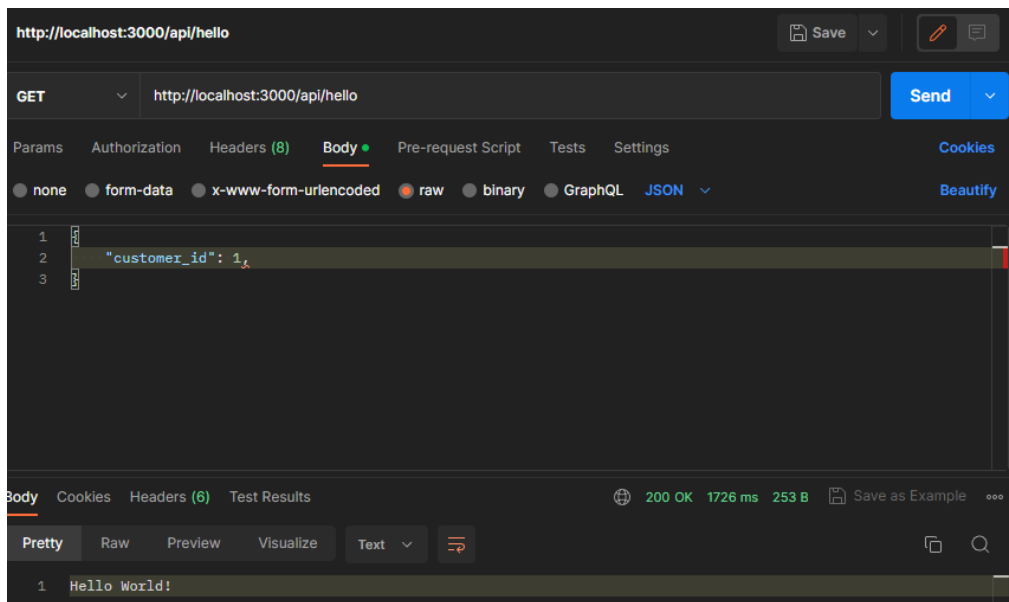 http://localhost:3000/api/hello Save
GET http://localhost:3000/api/hello Send
Params Authorization Headers (8) Body Pre-request Script Tests Settings Cookies
none form-data x-www-form-urlencoded raw binary GraphQL JSON Beautify
1 {
2 "customer_id": 1,
3 }
Body Cookies Headers (6) Test Results 200 OK 1726 ms 253 B Save as Example
Pretty Raw Preview Visualize Text
1 Hello World!